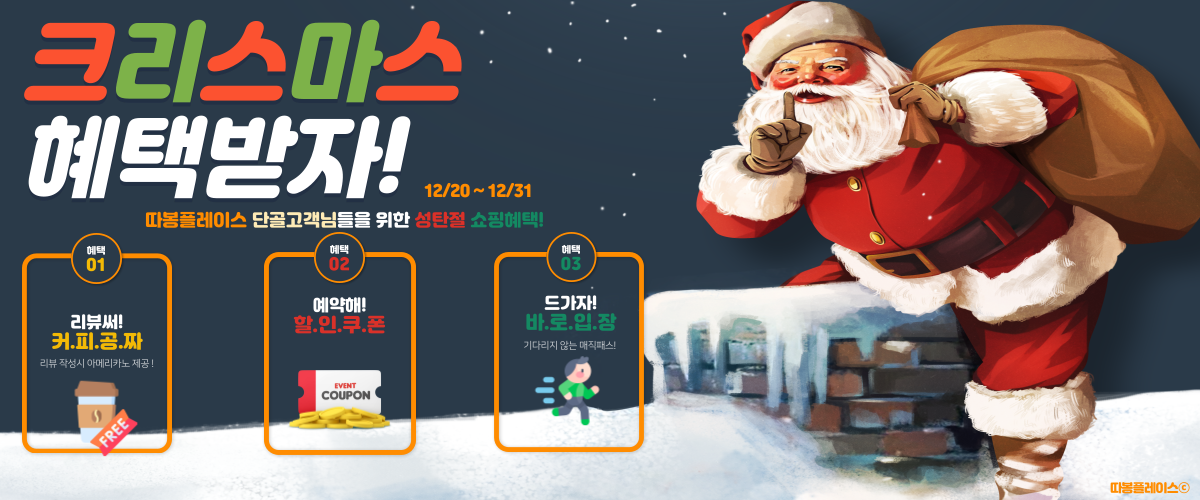 크리스마스
혜택받자!
12/20 ~ 12/31
따봉플레이스 단골고객님들을 위한 성탄절 쇼핑혜택!
혜택
01
리뷰써!
커.피.공.짜
리뷰 작성시 아메리카노 제공 !
FREE
혜택
02
예약해!
할.인.쿠.폰
EVENT
COUPON
혜택
03
드가자!
바.로.입.장
기다리지 않는 매직패스!
따봉플레이스ⓒ